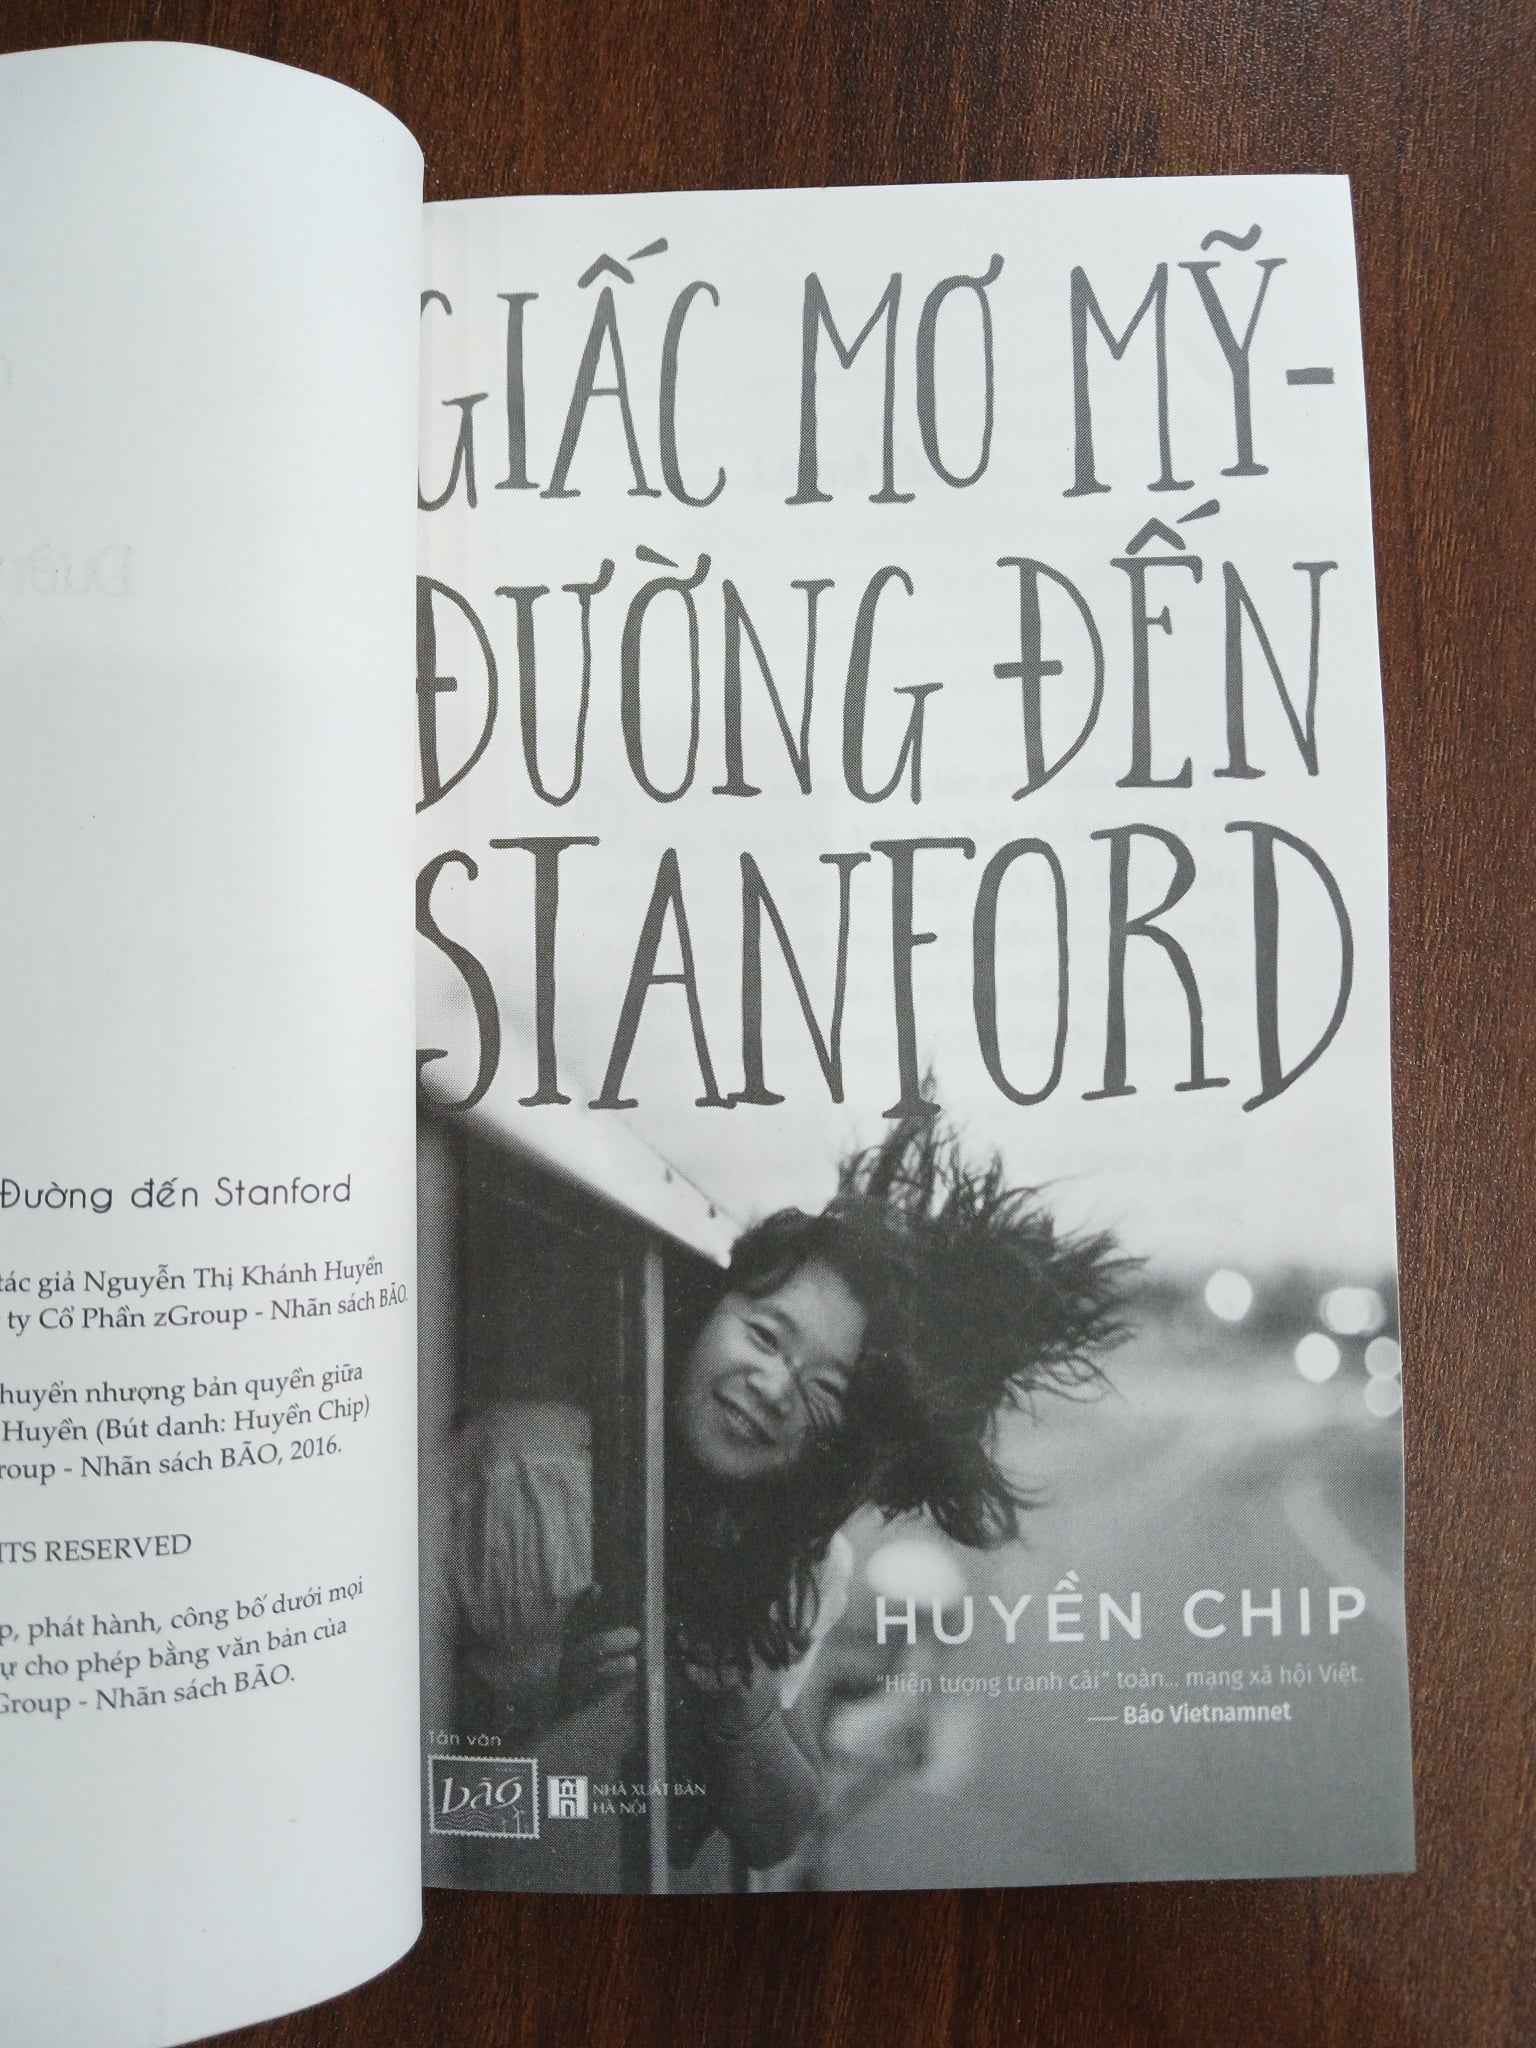 Đường đến Stanford
tác giả Nguyễn Thị Khánh Huyền
ty Cổ Phần zGroup - Nhãn sách BÃO.
huyển nhượng bản quyền giữa
Huyền (Bút danh: Huyền Chip)
roup - Nhãn sách BÃO, 2016.
TS RESERVED
p, phát hành, công bố dưới mọi
ự cho phép bằng văn bản của
Group - Nhãn sách BÃO.
GIẤC MƠ MỸ-
ĐƯỜNG ĐẾN
STANFORD
HUYỀN CHIP
"Hiện tượng tranh cãi" toàn... mạng xã hội Việt.
— Báo Vietnamnet
Tản văn
bão
NHÀ XUẤT BẢN
HÀ NỘI